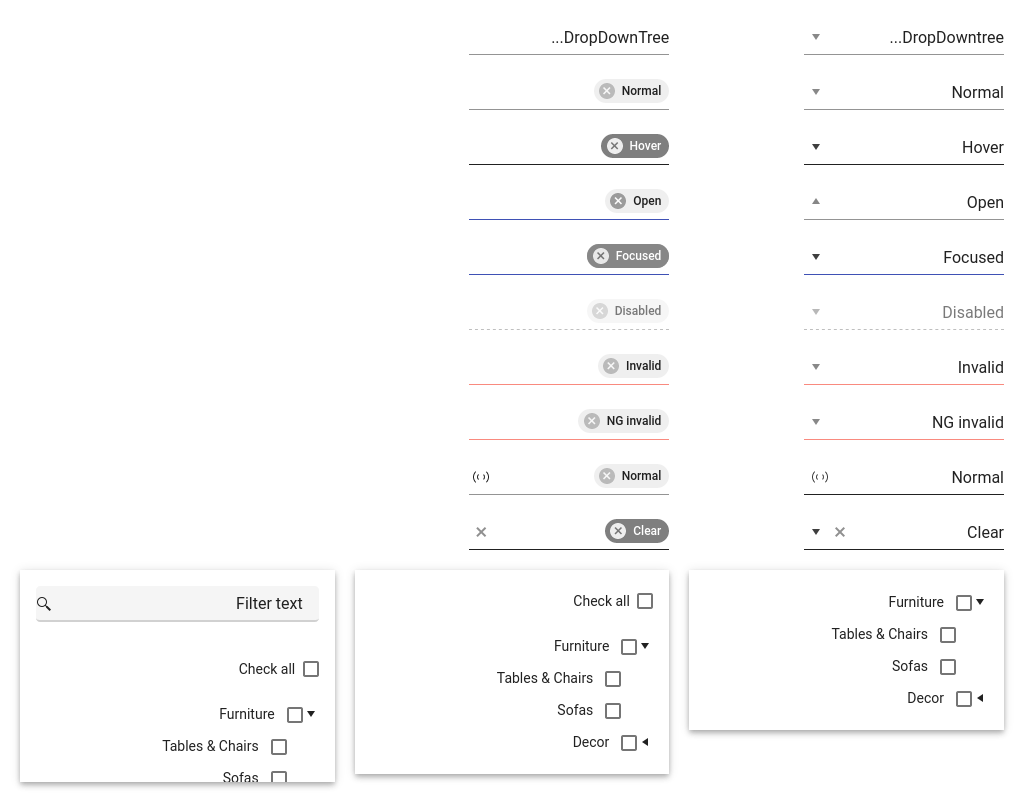 ...DropDownTree
...DropDowntree
Normal
Normal
Hover
Hover
Open
Open
Focused
Focused
Disabled
Disabled
Invalid
Invalid
NG invalid
NG invalid
Normal
Normal
Clear
Clear
Filter text
Check all
Furniture
Tables & Chairs
Sofas
Check all
Furniture
Tables & Chairs
Sofas
Decor
Furniture
Tables & Chairs
Sofas
Decor